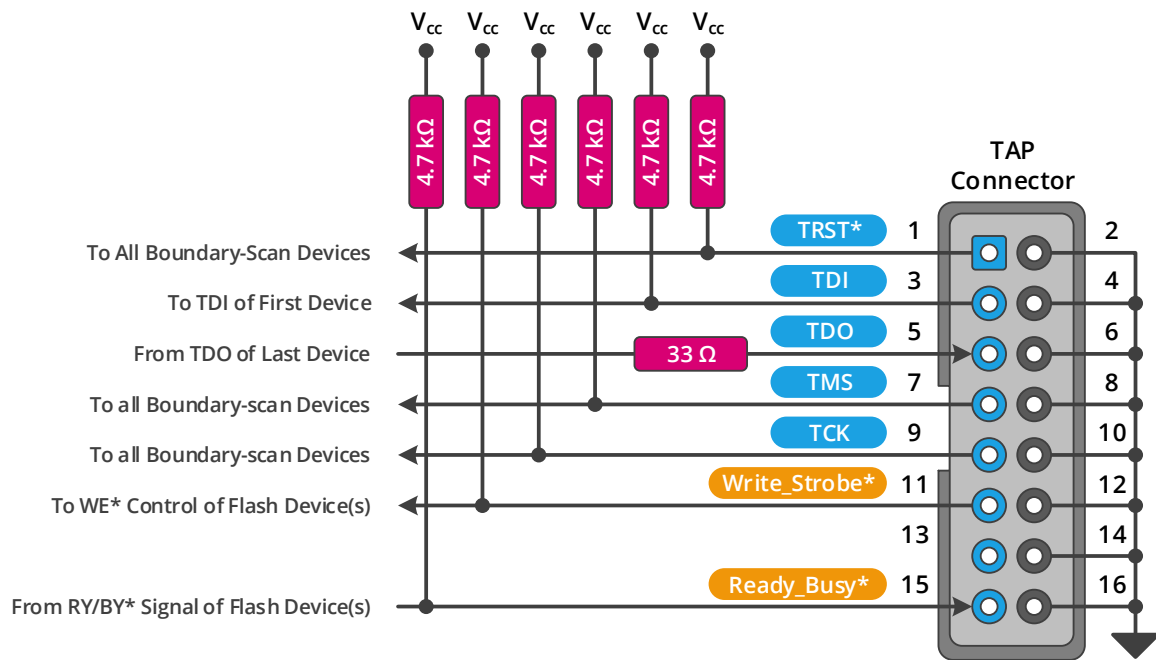 Vcc Vcc Vcc Vcc Vcc Vcc
4.7 kΩ 4.7 kΩ 4.7 kΩ 4.7 kΩ 4.7 kΩ 4.7 kΩ
TAP
Connector
To All Boundary-Scan Devices TRST* 1 2
To TDI of First Device TDI 3 4
From TDO of Last Device 33 Ω TDO 5 6
To all Boundary-scan Devices TMS 7 8
To all Boundary-scan Devices TCK 9 10
To WE* Control of Flash Device(s) Write_Strobe* 11 12
13 14
From RY/BY* Signal of Flash Device(s) Ready_Busy* 15 16